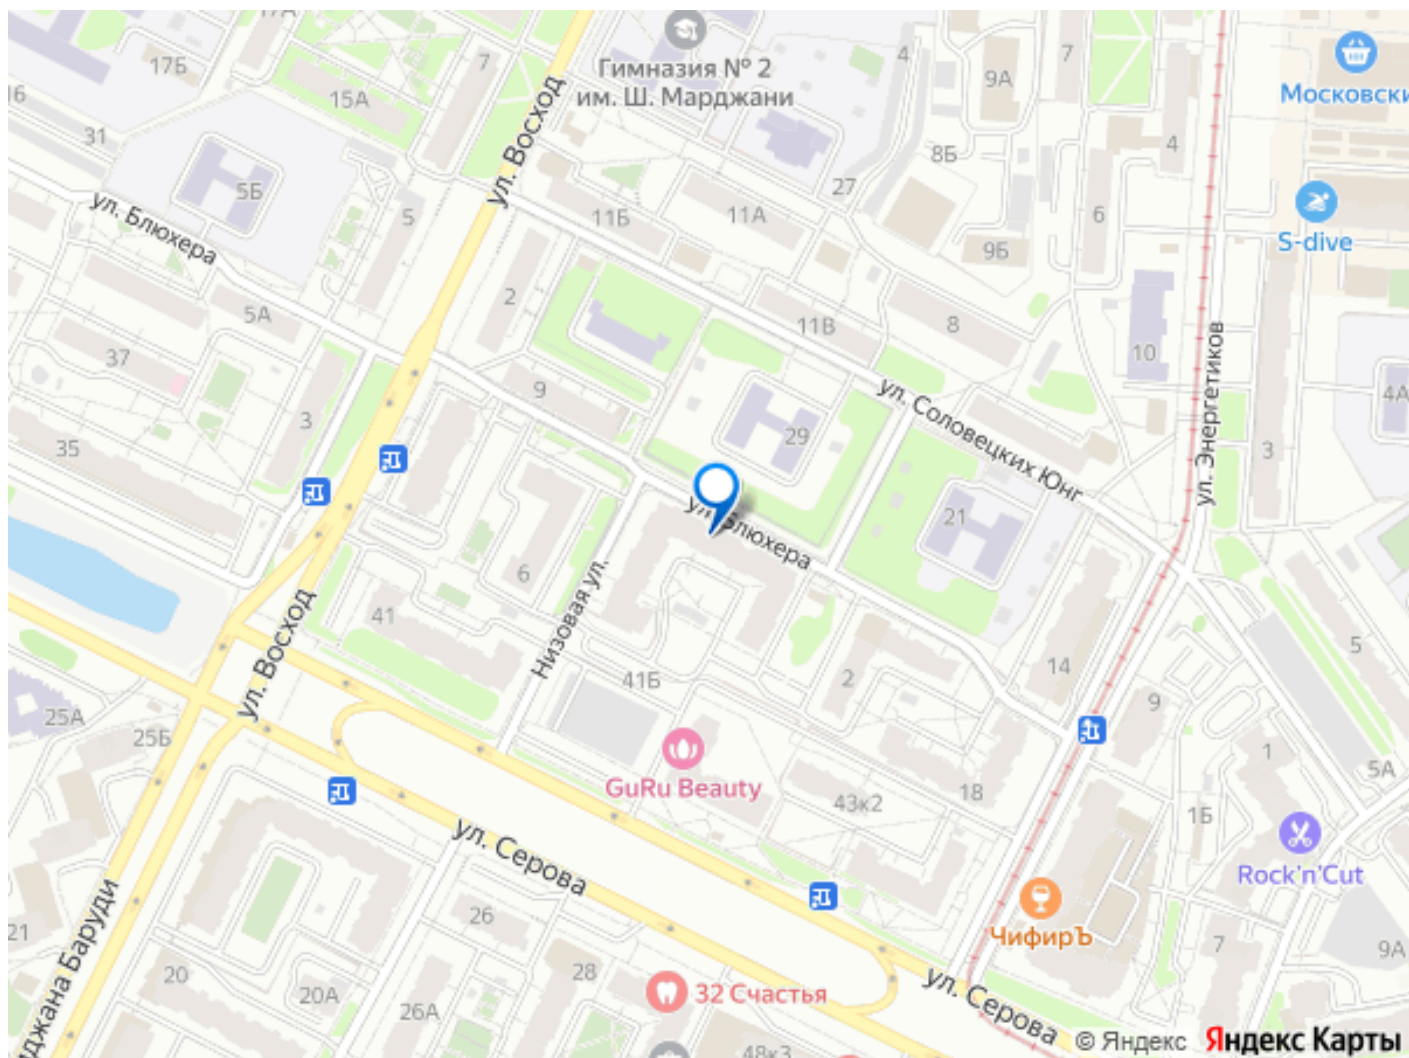 17А
7
4
7
9А
17Б
Гимназия № 2
им. Ш. Марджани
15А
16
31
ул. Восход
Московски
4
8Б
5Б
27
5
11Б
11А
6
ул. Блюхера
9Б
S-dive
2
5А
11В
8
10
37
9
ул. Соловецких Юнг
ул. Энергетиков
4А
3
35
29
3
21
ул. Блюхера
6
Низовая ул.
41
ул. Восход
41Б
2
14
5
9
25А
25Б
GuRu Beauty
43к2
18
1
5А
1Б
ул. Серова
Rock'n'Cut
26
ЧифирЪ
джана Баруди
21
20
20А
26А
28
32 Счастья
7
9А
ул. Серова
48к3
© Яндекс Яндекс Карты